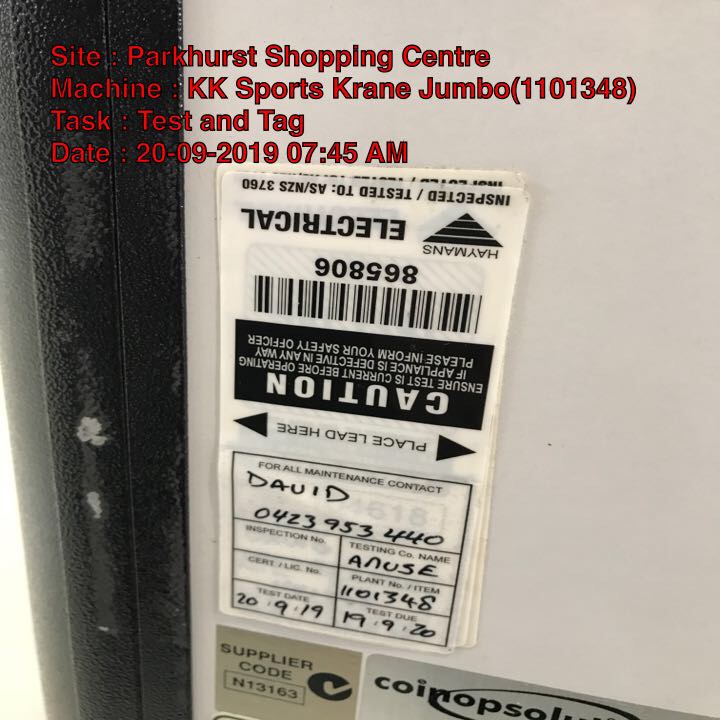 Site : Parkhurst Shopping Centre
Machine : KK Sports Krane Jumbo(1101348)
Task : Test and Tag
Date : 20-09-2019 07:45 AM
INSPECTED / TESTED TO: AS/NZS 3760
HAYMANS
ELECTRICAL
865806
CAUTION
ENSURE TEST IS CURRENT BEFORE OPERATING
IF APPLIANCE IS DEFECTIVE IN ANY WAY
PLEASE INFORM YOUR SAFETY OFFICER
PLACE LEAD HERE
FOR ALL MAINTENANCE CONTACT
DAVID
0423 953 440
INSPECTION No.
TESTING Co. NAME
AMUSE
CERT. / LIC. No.
PLANT No. / ITEM
1101348
TEST DATE
20 . 9 . 19
TEST DUE
19 . 9 . 20
SUPPLIER
CODE
N13163